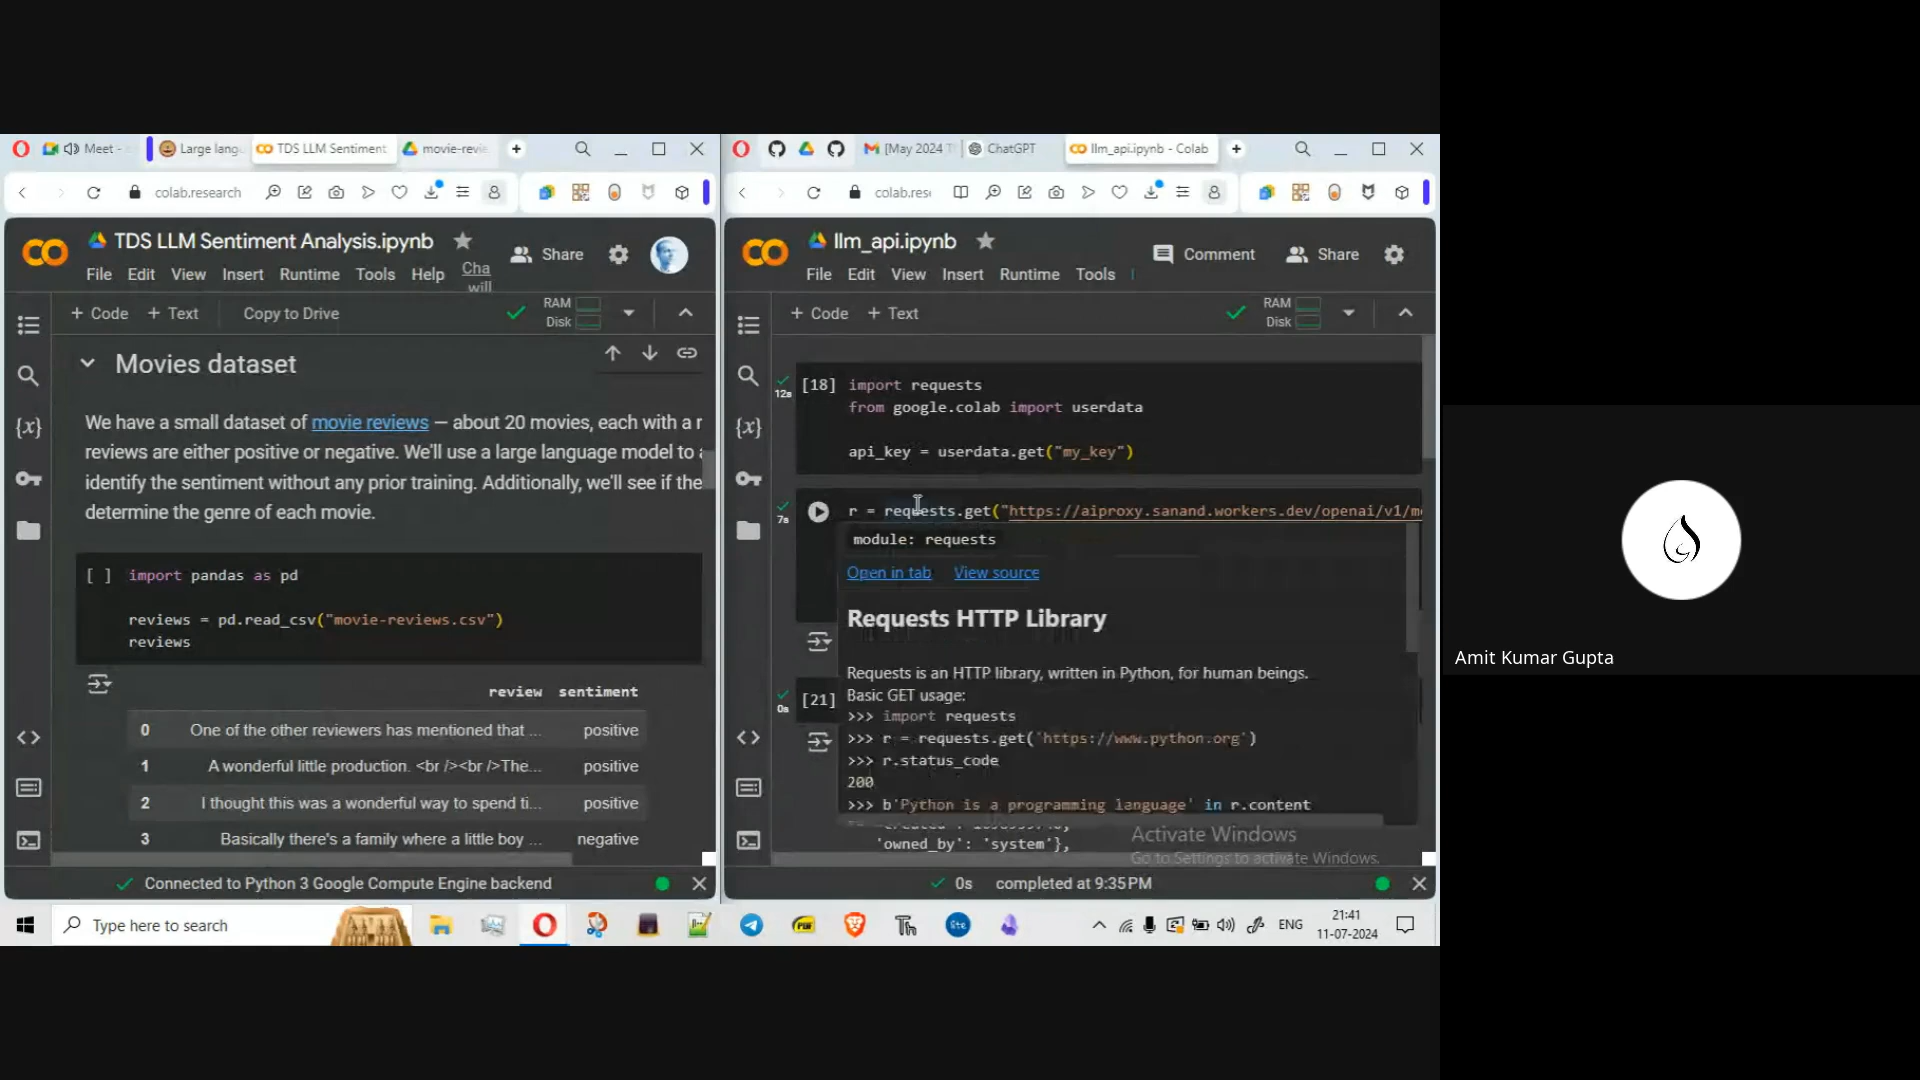 Meet -
Large lang
TDS LLM Sentiment
movie-revie
colab.research
TDS LLM Sentiment Analysis.ipynb
Share
File Edit View Insert Runtime Tools Help Cha
will
+ Code + Text Copy to Drive
RAM
Disk
Movies dataset
We have a small dataset of movie reviews — about 20 movies, each with a r
reviews are either positive or negative. We'll use a large language model to
identify the sentiment without any prior training. Additionally, we'll see if the
determine the genre of each movie.
[ ] import pandas as pd
reviews = pd.read_csv("movie-reviews.csv")
reviews
review sentiment
0 One of the other reviewers has mentioned that ... positive
1 A wonderful little production. <br /><br />The... positive
2 I thought this was a wonderful way to spend ti... positive
3 Basically there's a family where a little boy ... negative
Connected to Python 3 Google Compute Engine backend
[May 2024 T
ChatGPT
llm_api.ipynb - Colab
colab.rese
llm_api.ipynb
Comment
Share
File Edit View Insert Runtime Tools
+ Code + Text
RAM
Disk
12s
[18] import requests
from google.colab import userdata
api_key = userdata.get("my_key")
7s
r = requests.get("https://aiproxy.sanand.workers.dev/openai/v1/m
module: requests
Open in tab View source
Requests HTTP Library
Requests is an HTTP library, written in Python, for human beings.
Basic GET usage:
0s
[21]
>>> import requests
>>> r = requests.get('https://www.python.org')
>>> r.status_code
200
>>> b'Python is a programming language' in r.content
'owned_by': 'system'},
Activate Windows
Go to Settings to activate Windows.
0s completed at 9:35 PM
Type here to search
PDF
Th
Lite
ENG
21:41
11-07-2024
Amit Kumar Gupta